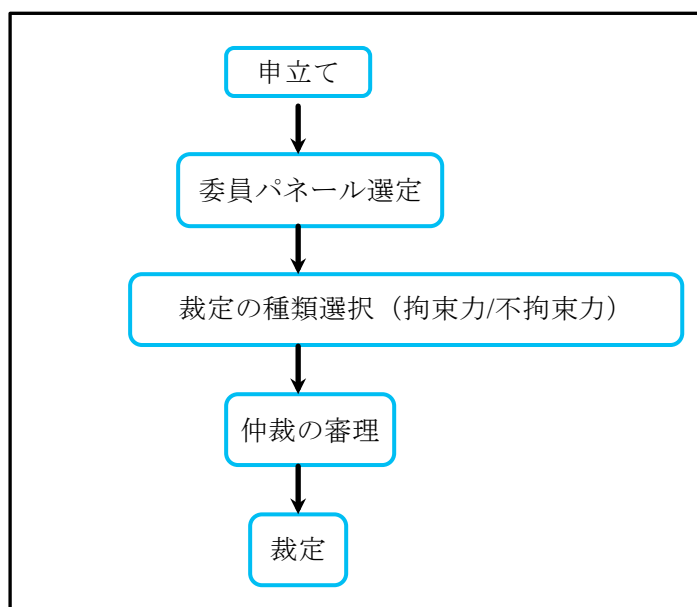 申立て
委員パネール選定
裁定の種類選択（拘束力/不拘束力）
仲裁の審理
裁定